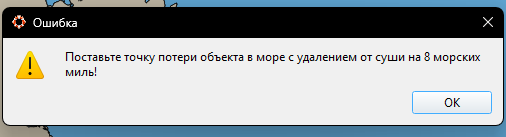 Ошибка
Поставьте точку потери объекта в море с удалением от суши на 8 морских
миль!
OK